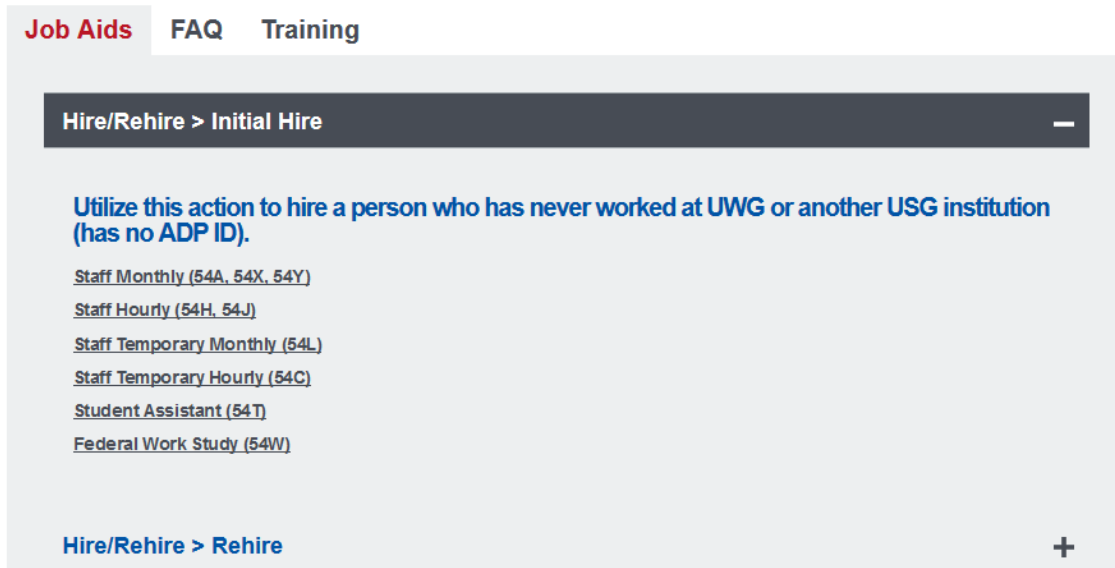 Job Aids FAQ Training
Hire/Rehire > Initial Hire
Utilize this action to hire a person who has never worked at UWG or another USG institution
(has no ADP ID).
Staff Monthly (54A, 54X, 54Y)
Staff Hourly (54H, 54J)
Staff Temporary Monthly (54L)
Staff Temporary Hourly (54C)
Student Assistant (54T)
Federal Work Study (54W)
Hire/Rehire > Rehire